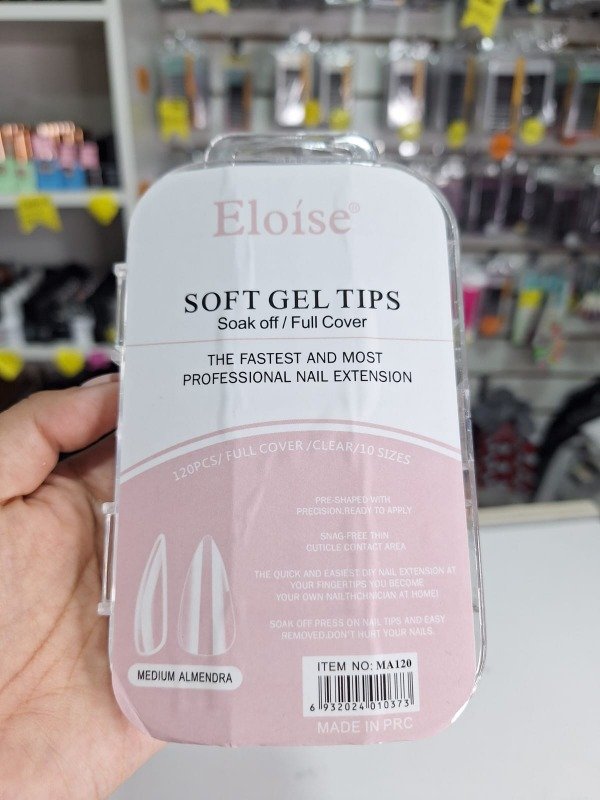 Eloíse®
SOFT GEL TIPS
Soak off / Full Cover
THE FASTEST AND MOST
PROFESSIONAL NAIL EXTENSION
120PCS/ FULL COVER /CLEAR/10 SIZES
PRE-SHAPED WITH
PRECISION,READY TO APPLY
SNAG-FREE THIN
CUTICLE CONTACT AREA
THE QUICK AND EASIEST DIY NAIL EXTENSION AT
YOUR FINGERTIPS YOU BECOME
YOUR OWN NAILTHCHNICIAN AT HOME!
SOAK OFF PRESS ON NAIL TIPS AND EASY
REMOVED.DON'T HURT YOUR NAILS.
MEDIUM ALMENDRA
ITEM NO: MA120
6 932024 010373
MADE IN PRC